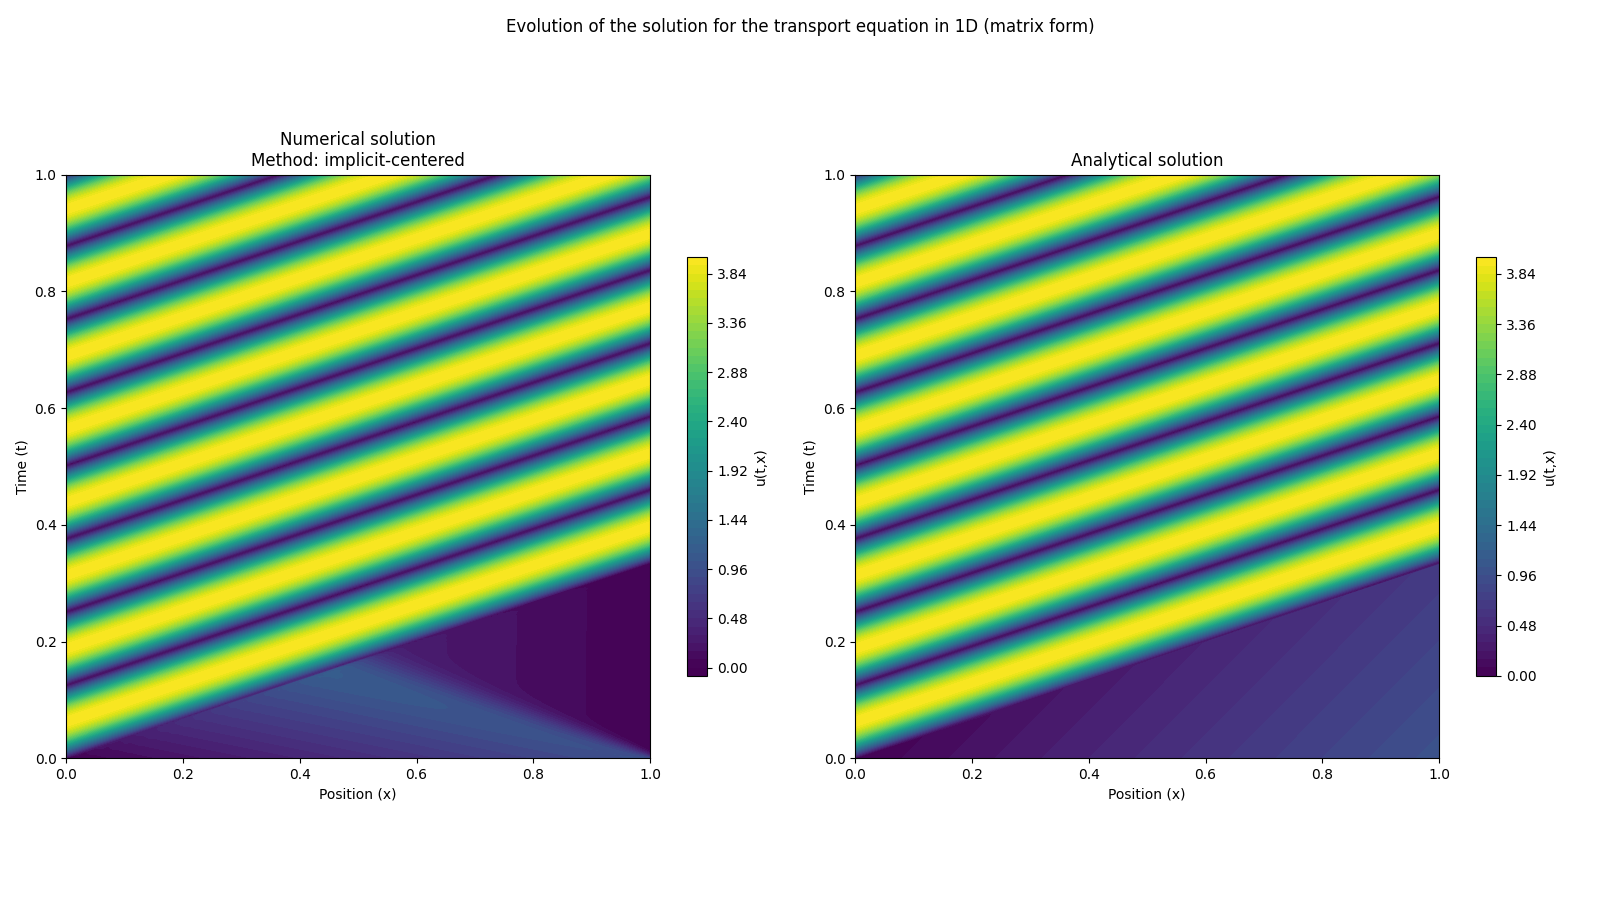 Evolution of the solution for the transport equation in 1D (matrix form)
Numerical solution
Method: implicit-centered
1.0
0.8
0.6
0.4
0.2
0.0
Time (t)
0.0 0.2 0.4 0.6 0.8 1.0
Position (x)
3.84
3.36
2.88
2.40
1.92
1.44
0.96
0.48
0.00
u(t,x)
Analytical solution
1.0
0.8
0.6
0.4
0.2
0.0
Time (t)
0.0 0.2 0.4 0.6 0.8 1.0
Position (x)
3.84
3.36
2.88
2.40
1.92
1.44
0.96
0.48
0.00
u(t,x)